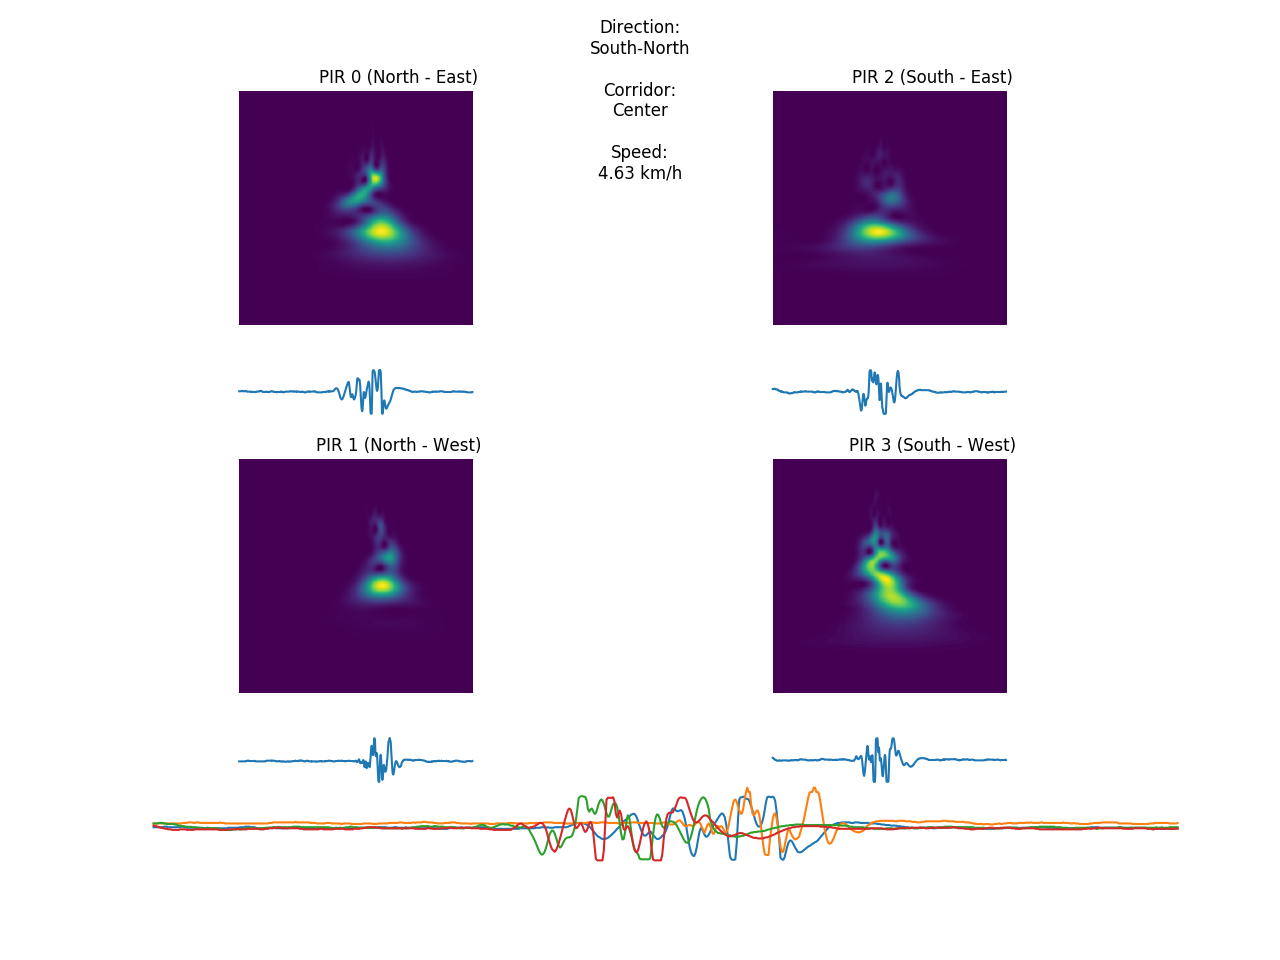 Direction:
South-North
Corridor:
Center
Speed:
4.63 km/h
PIR 0 (North - East)
PIR 2 (South - East)
PIR 1 (North - West)
PIR 3 (South - West)